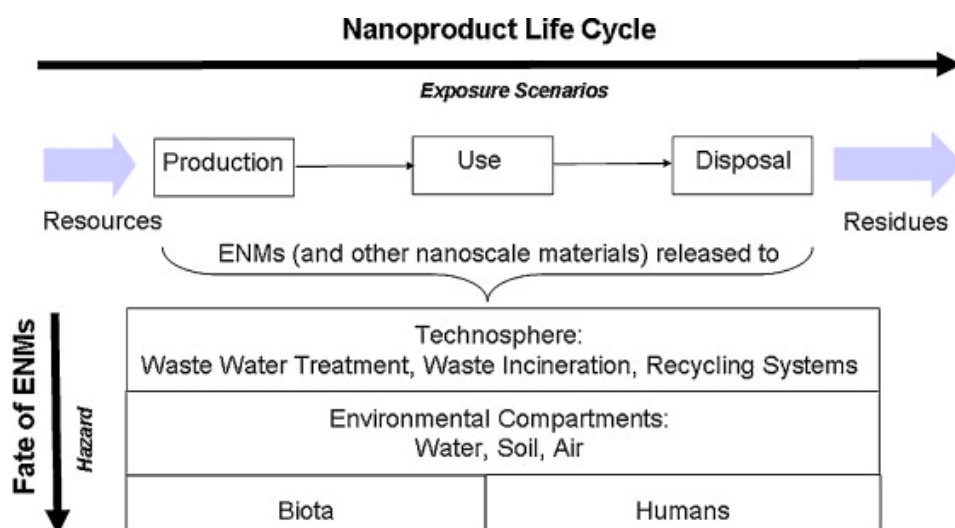 Nanoproduct Life Cycle
Exposure Scenarios
Production
Use
Disposal
Resources
Residues
ENMs (and other nanoscale materials) released to
Fate of ENMs
Hazard
Technosphere:
Waste Water Treatment, Waste Incineration, Recycling Systems
Environmental Compartments:
Water, Soil, Air
Biota
Humans